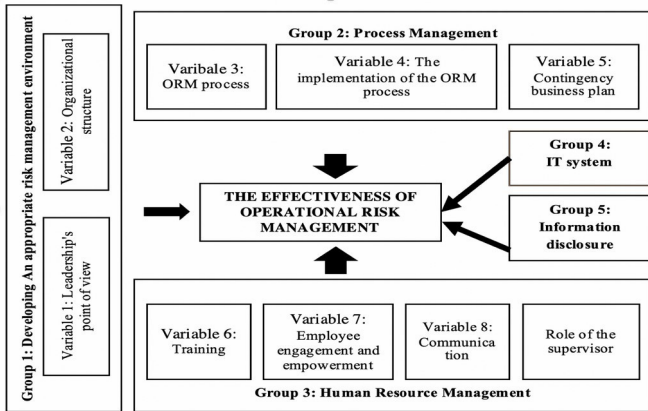 Group 1: Developing An appropriate risk management environment
Variable 2: Organizational
structure
Variable 1: Leadership's
point of view
Group 2: Process Management
Varibale 3:
ORM process
Variable 4: The
implementation of the ORM
process
Variable 5:
Contingency
business plan
Group 4:
IT system
THE EFFECTIVENESS OF
OPERATIONAL RISK
MANAGEMENT
Group 5:
Information
disclosure
Variable 6:
Training
Variable 7:
Employee
engagement and
empowerment
Variable 8:
Communica
tion
Role of the
supervisor
Group 3: Human Resource Management